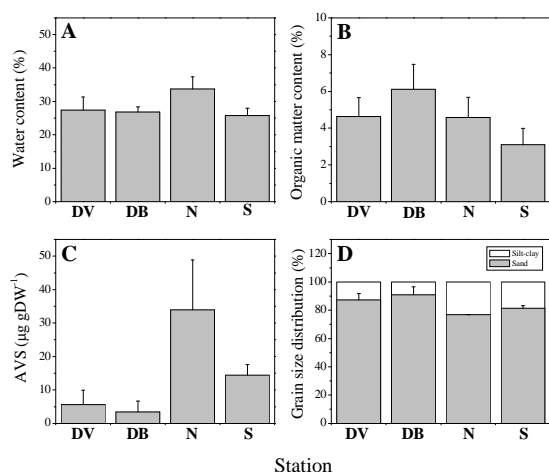 A
Water content (%)
50
40
30
20
10
0
DV DB N S
B
Organic matter content (%)
10
8
6
4
2
0
DV DB N S
C
AVS (µg gDW⁻¹)
50
40
30
20
10
0
DV DB N S
D
Silt-clay
Sand
Grain size distribution (%)
120
100
80
60
40
20
0
DV DB N S
Station